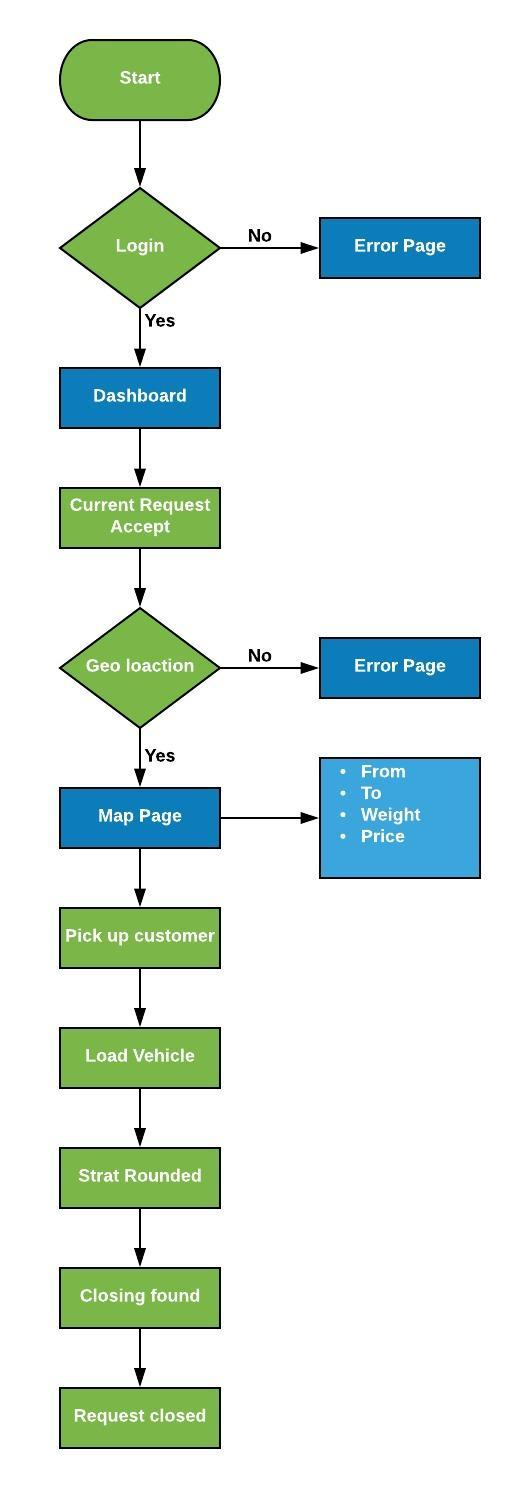 Start
Login
No
Error Page
Yes
Dashboard
Current Request
Accept
Geo loaction
No
Error Page
Yes
Map Page
• From
• To
• Weight
• Price
Pick up customer
Load Vehicle
Strat Rounded
Closing found
Request closed